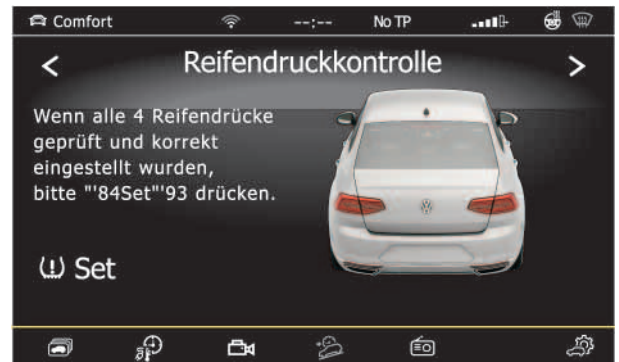 Comfort --:-- No TP
< Reifendruckkontrolle >
Wenn alle 4 Reifendrücke
geprüft und korrekt
eingestellt wurden,
bitte "'84Set"'93 drücken.
(!) Set